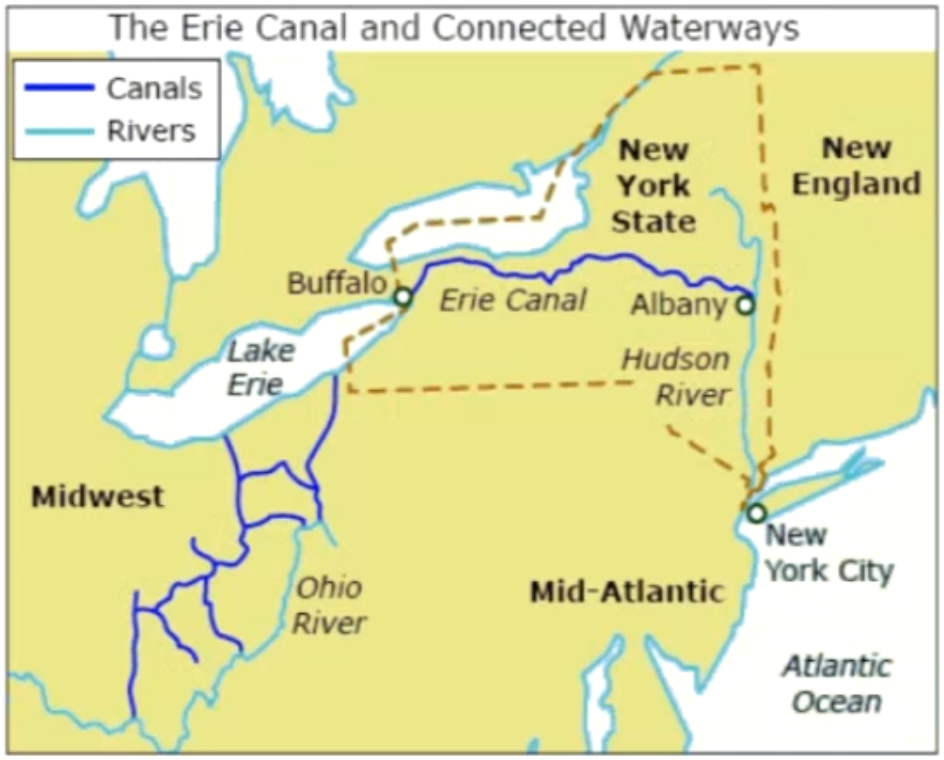 The Erie Canal and Connected Waterways
Canals
Rivers
New
York
State
New
England
Buffalo
Erie Canal
Albany
Lake
Erie
Hudson
River
Midwest
New
York City
Ohio
River
Mid-Atlantic
Atlantic
Ocean